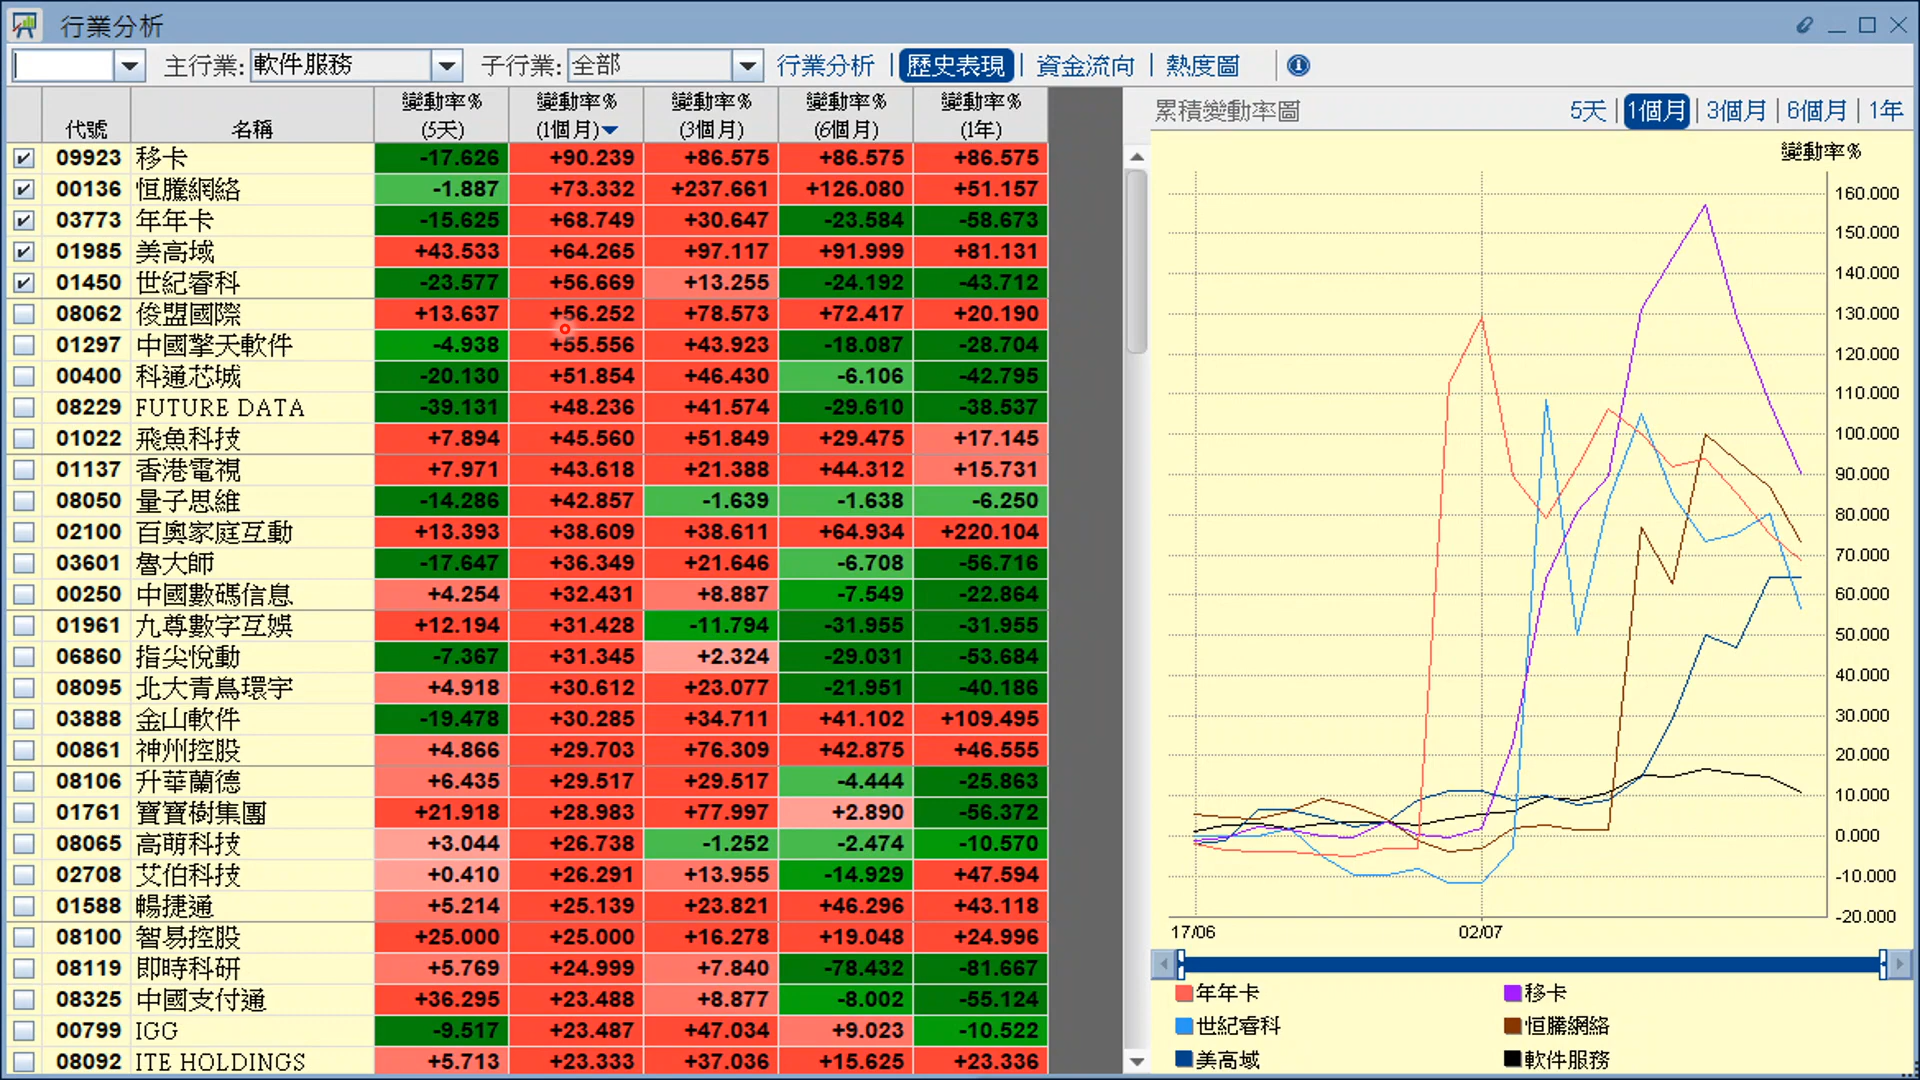 行業分析
主行業: 軟件服務 子行業: 全部 行業分析 | 歷史表現 | 資金流向 | 熱度圖
代號 名稱 變動率% (5天) 變動率% (1個月) 變動率% (3個月) 變動率% (6個月) 變動率% (1年)
09923 移卡 -17.626 +90.239 +86.575 +86.575 +86.575
00136 恒騰網絡 -1.887 +73.332 +237.661 +126.080 +51.157
03773 年年卡 -15.625 +68.749 +30.647 -23.584 -58.673
01985 美高域 +43.533 +64.265 +97.117 +91.999 +81.131
01450 世紀睿科 -23.577 +56.669 +13.255 -24.192 -43.712
08062 俊盟國際 +13.637 +56.252 +78.573 +72.417 +20.190
01297 中國擎天軟件 -4.938 +55.556 +43.923 -18.087 -28.704
00400 科通芯城 -20.130 +51.854 +46.430 -6.106 -42.795
08229 FUTURE DATA -39.131 +48.236 +41.574 -29.610 -38.537
01022 飛魚科技 +7.894 +45.560 +51.849 +29.475 +17.145
01137 香港電視 +7.971 +43.618 +21.388 +44.312 +15.731
08050 量子思維 -14.286 +42.857 -1.639 -1.638 -6.250
02100 百奧家庭互動 +13.393 +38.609 +38.611 +64.934 +220.104
03601 魯大師 -17.647 +36.349 +21.646 -6.708 -56.716
00250 中國數碼信息 +4.254 +32.431 +8.887 -7.549 -22.864
01961 九尊數字互娛 +12.194 +31.428 -11.794 -31.955 -31.955
06860 指尖悅動 -7.367 +31.345 +2.324 -29.031 -53.684
08095 北大青鳥環宇 +4.918 +30.612 +23.077 -21.951 -40.186
03888 金山軟件 -19.478 +30.285 +34.711 +41.102 +109.495
00861 神州控股 +4.866 +29.703 +76.309 +42.875 +46.555
08106 升華蘭德 +6.435 +29.517 +29.517 -4.444 -25.863
01761 寶寶樹集團 +21.918 +28.983 +77.997 +2.890 -56.372
08065 高萌科技 +3.044 +26.738 -1.252 -2.474 -10.570
02708 艾伯科技 +0.410 +26.291 +13.955 -14.929 +47.594
01588 暢捷通 +5.214 +25.139 +23.821 +46.296 +43.118
08100 智易控股 +25.000 +25.000 +16.278 +19.048 +24.996
08119 即時科研 +5.769 +24.999 +7.840 -78.432 -81.667
08325 中國支付通 +36.295 +23.488 +8.877 -8.002 -55.124
00799 IGG -9.517 +23.487 +47.034 +9.023 -10.522
08092 ITE HOLDINGS +5.713 +23.333 +37.036 +15.625 +23.336
累積變動率圖 5天 | 1個月 | 3個月 | 6個月 | 1年
變動率%
160.000
150.000
140.000
130.000
120.000
110.000
100.000
90.000
80.000
70.000
60.000
50.000
40.000
30.000
20.000
10.000
0.000
-10.000
-20.000
17/06 02/07
年年卡 移卡
世紀睿科 恒騰網絡
美高域 軟件服務